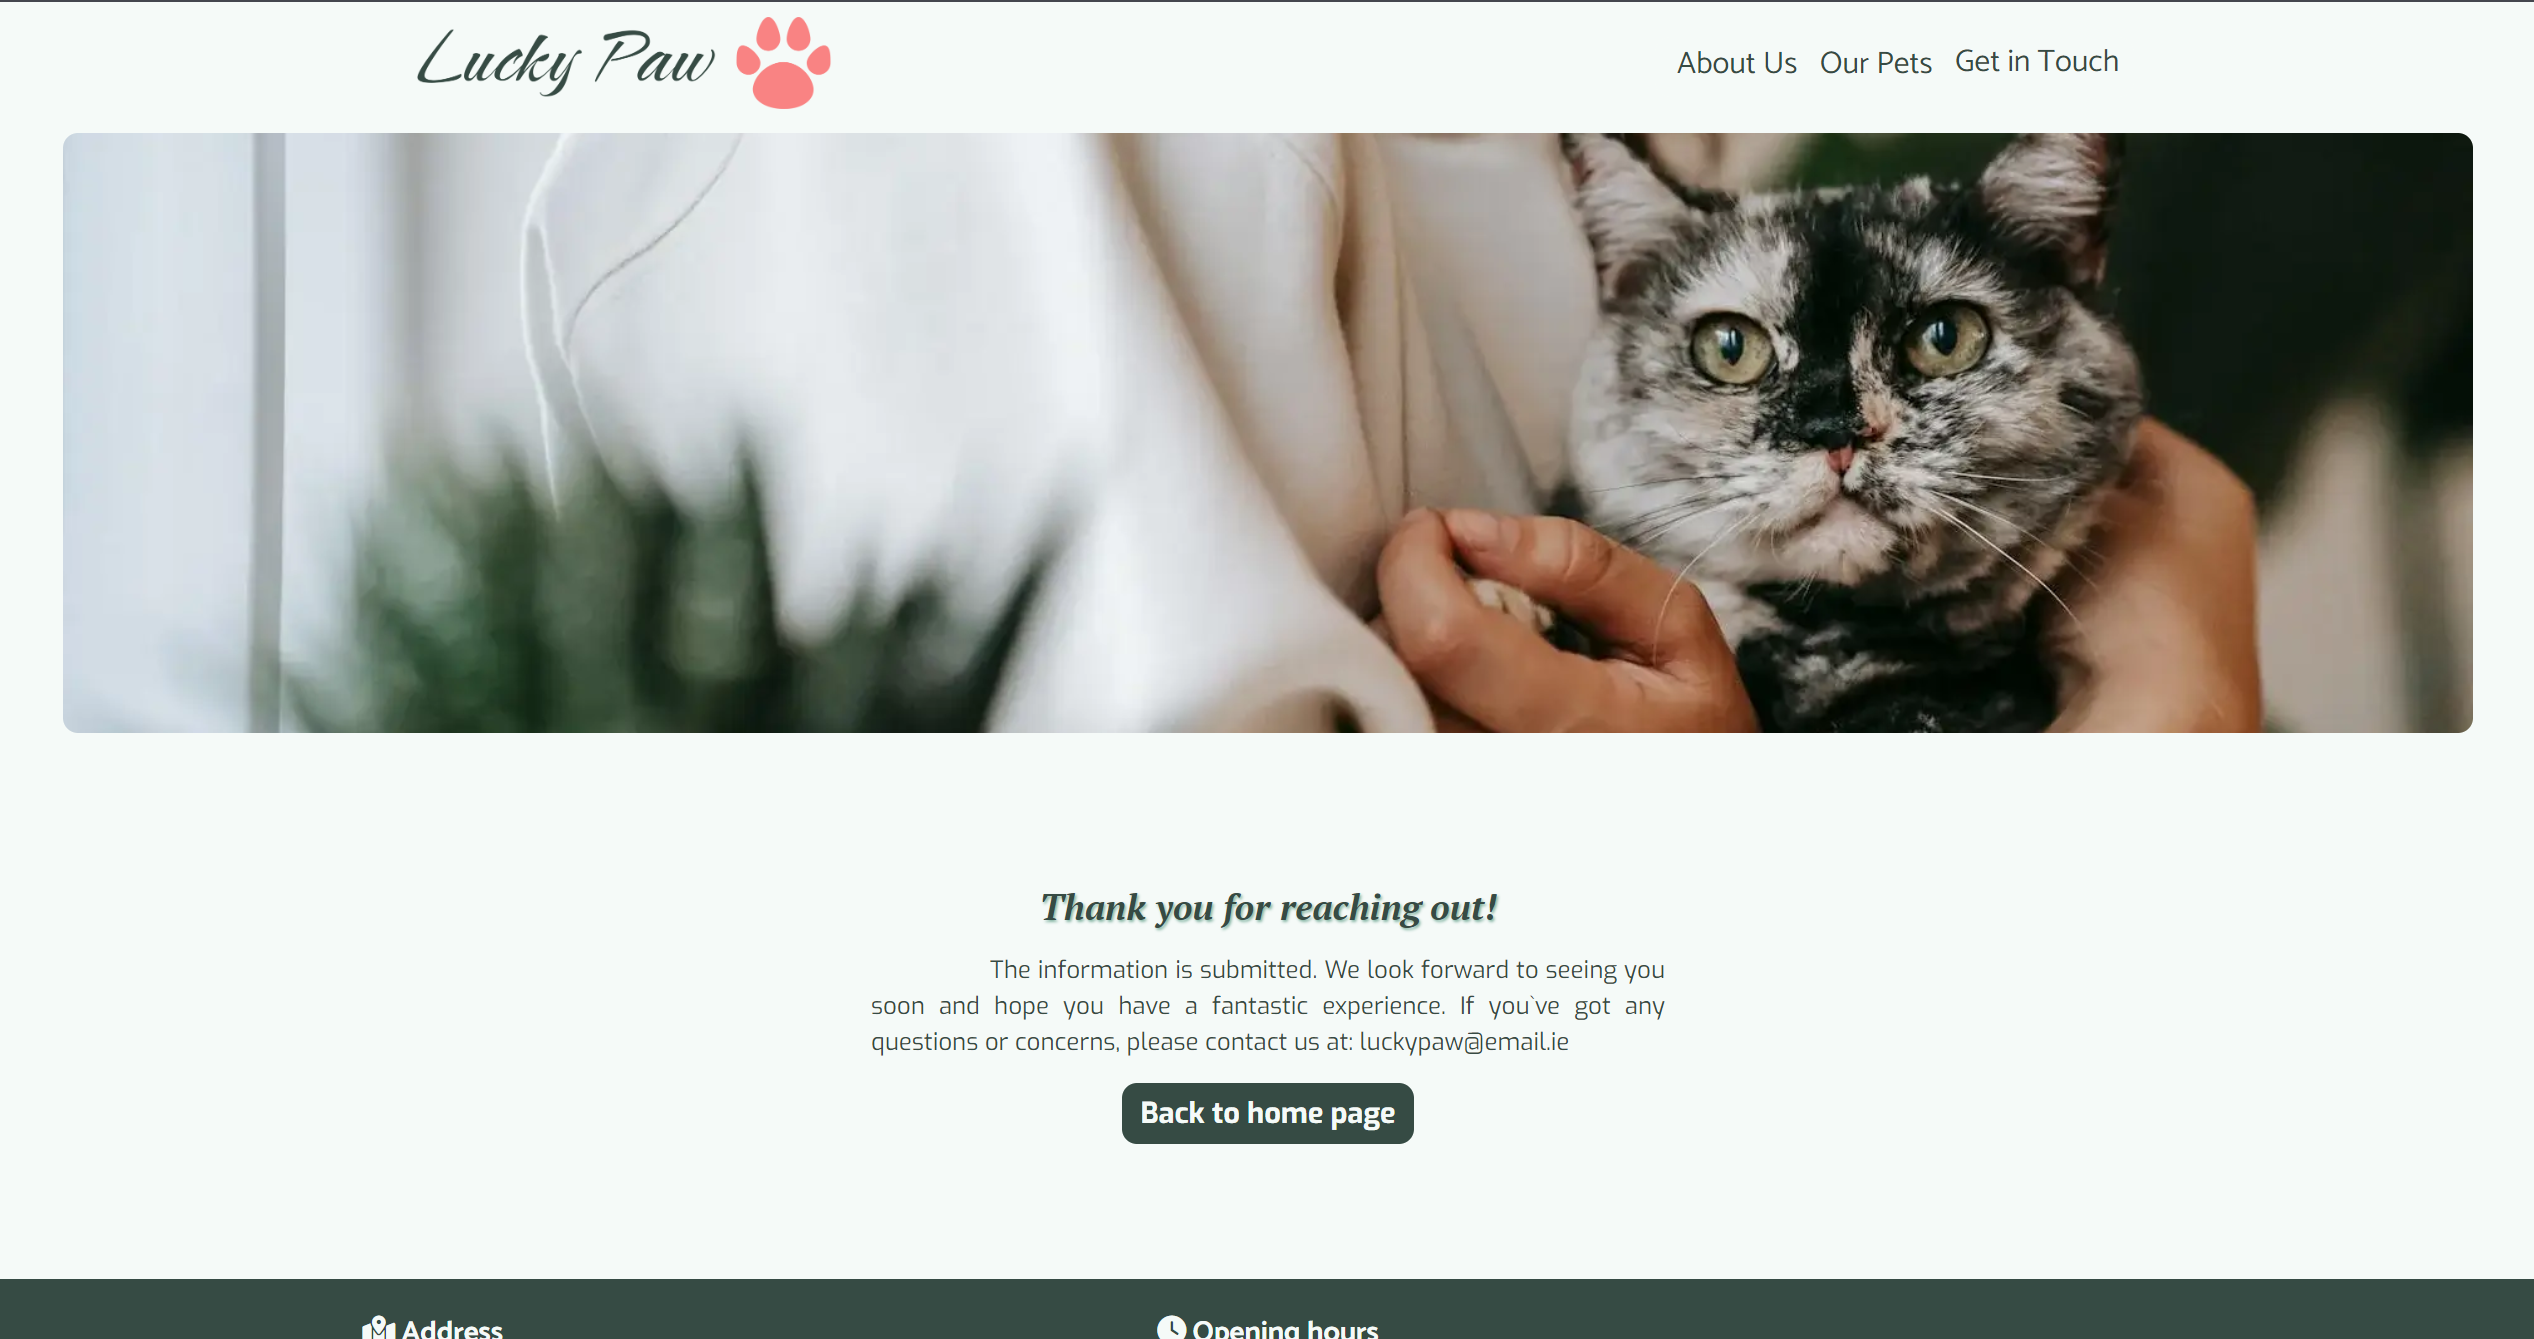 Lucky Paw
About Us Our Pets Get in Touch
Thank you for reaching out!
The information is submitted. We look forward to seeing you
soon and hope you have a fantastic experience. If you`ve got any
questions or concerns, please contact us at: luckypaw@email.ie
Back to home page
Address Opening hours